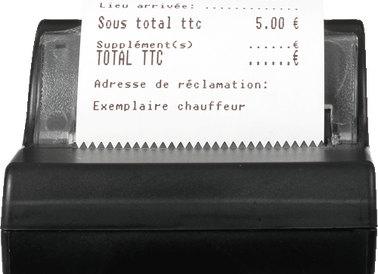 Lieu arrivée: .............
Sous total ttc 5.00 €
Supplément(s) ......€
TOTAL TTC ......€
Adresse de réclamation:
Exemplaire chauffeur